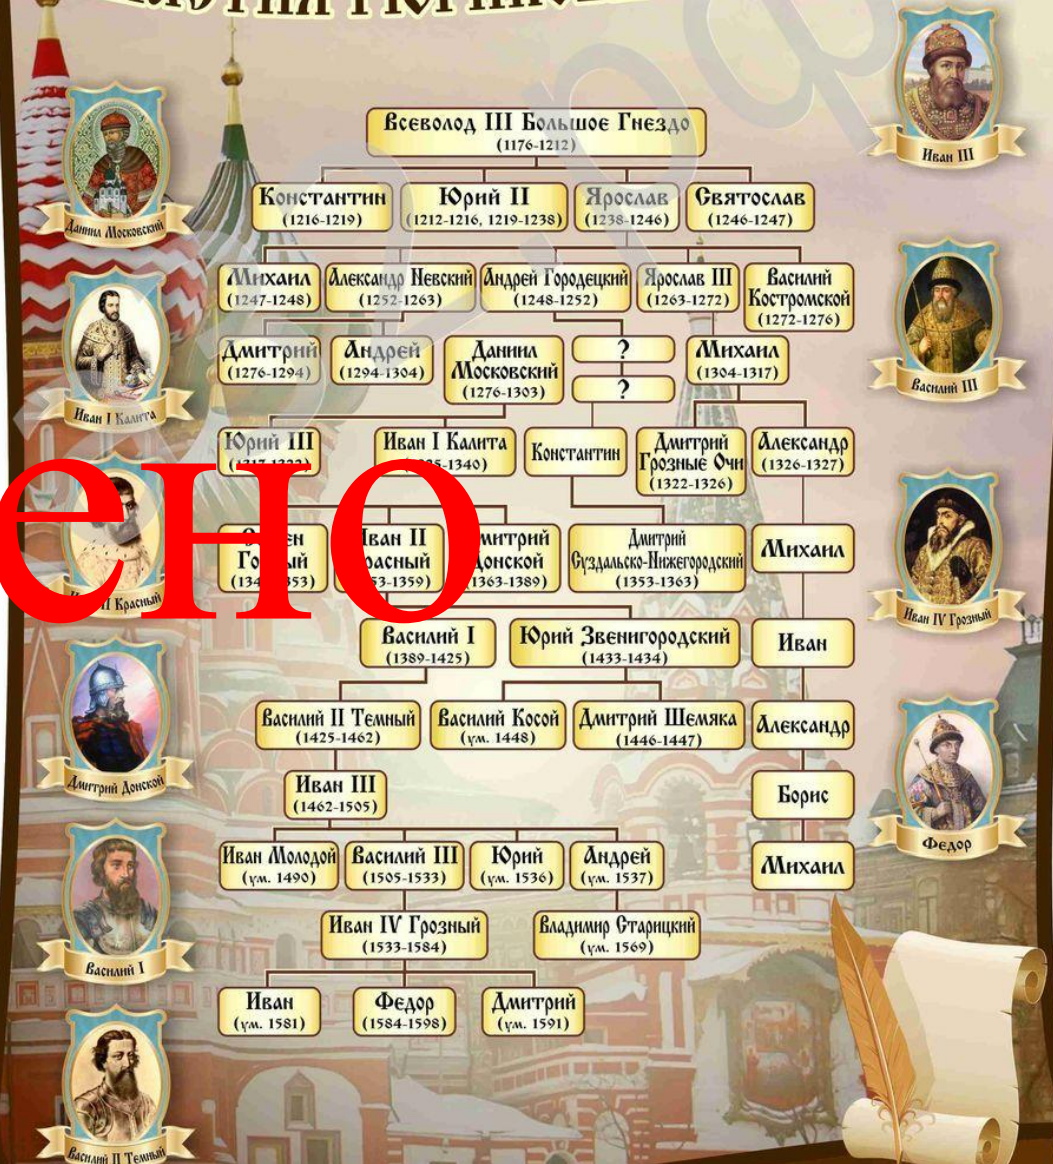 Всеволод III Большое Гнездо
(1176-1212)
Константин
(1216-1219)
Юрий II
(1212-1216, 1219-1238)
Ярослав
(1238-1246)
Святослав
(1246-1247)
Михаил
(1247-1248)
Александр Невский
(1252-1263)
Андрей Городецкий
(1248-1252)
Ярослав III
(1263-1272)
Василий
Костромской
(1272-1276)
Дмитрий
(1276-1294)
Андрей
(1294-1304)
Даниил
Московский
(1276-1303)
?
?
Михаил
(1304-1317)
Юрий III
Иван I Калита
Константин
Дмитрий
Грозные Очи
(1322-1326)
Александр
(1326-1327)
ено
Иван II
Дмитрий
Донской
(1363-1389)
Дмитрий
Суздальско-Нижегородский
(1353-1363)
Михаил
Василий I
(1389-1425)
Юрий Звенигородский
(1433-1434)
Иван
Василий II Темный
(1425-1462)
Василий Косой
(ум. 1448)
Дмитрий Шемяка
(1446-1447)
Александр
Иван III
(1462-1505)
Борис
Иван Молодой
(ум. 1490)
Василий III
(1505-1533)
Юрий
(ум. 1536)
Андрей
(ум. 1537)
Михаил
Иван IV Грозный
(1533-1584)
Владимир Старицкий
(ум. 1569)
Иван
(ум. 1581)
Федор
(1584-1598)
Дмитрий
(ум. 1591)
Даниил Московский
Иван I Калита
Красный
Дмитрий Донской
Василий I
Василий II Темный
Иван III
Василий III
Иван IV Грозный
Федор